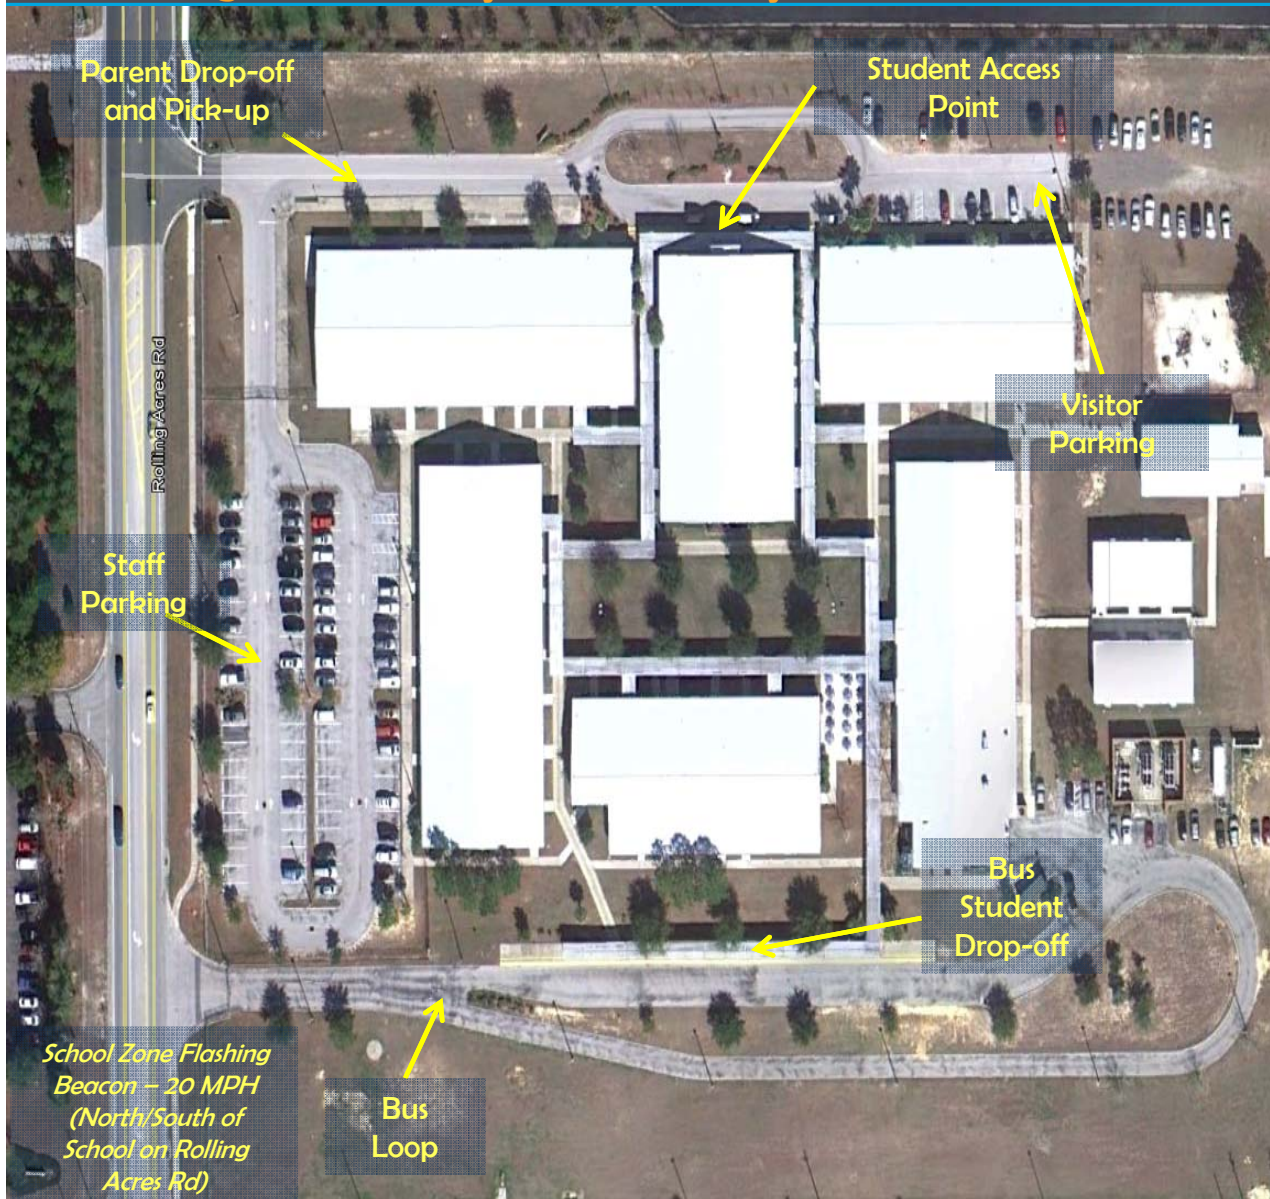 Parent Drop-off
and Pick-up
Student Access
Point
Rolling Acres Rd
Visitor
Parking
Staff
Parking
Bus
Student
Drop-off
School Zone Flashing
Beacon – 20 MPH
(North/South of
School on Rolling
Acres Rd)
Bus
Loop